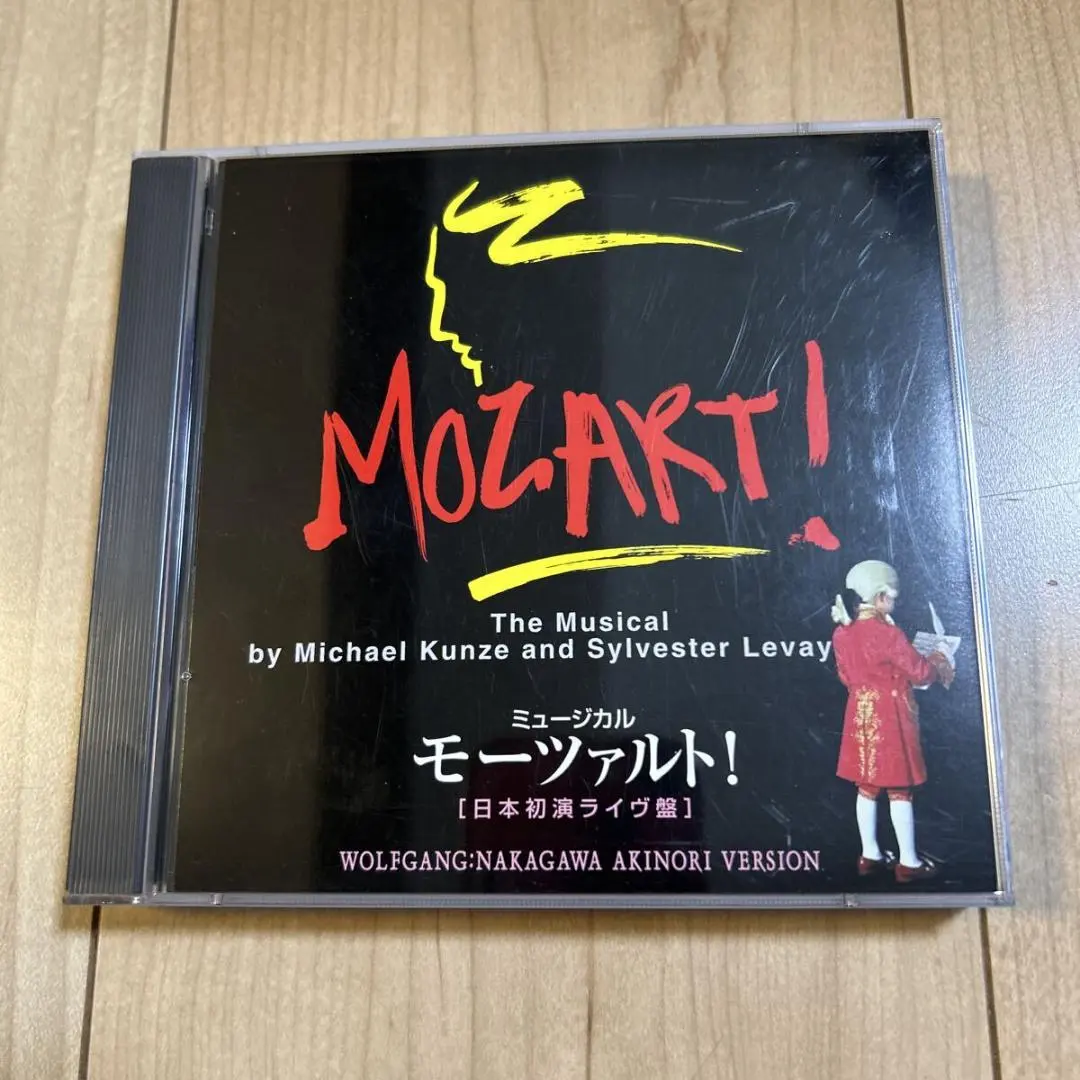 MOZART!
The Musical
by Michael Kunze and Sylvester Levay
ミュージカル
モーツァルト!
[日本初演ライヴ盤]
WOLFGANG:NAKAGAWA AKINORI VERSION